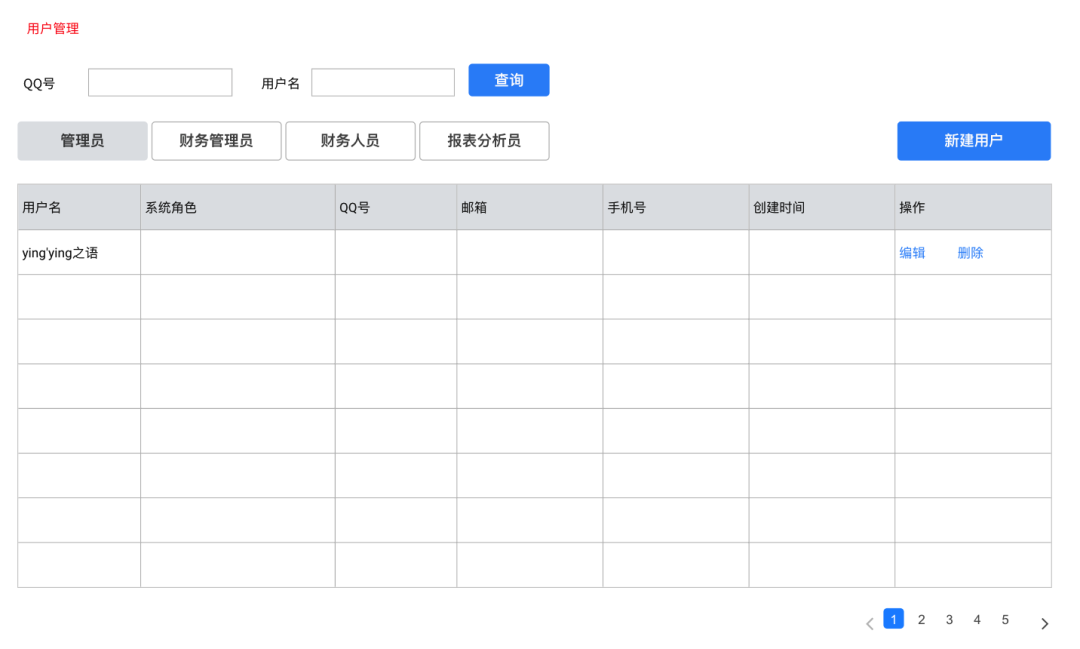 用户管理
QQ号 用户名 查询
管理员 财务管理员 财务人员 报表分析员 新建用户
用户名 系统角色 QQ号 邮箱 手机号 创建时间 操作
ying'ying之语 编辑 删除
1 2 3 4 5